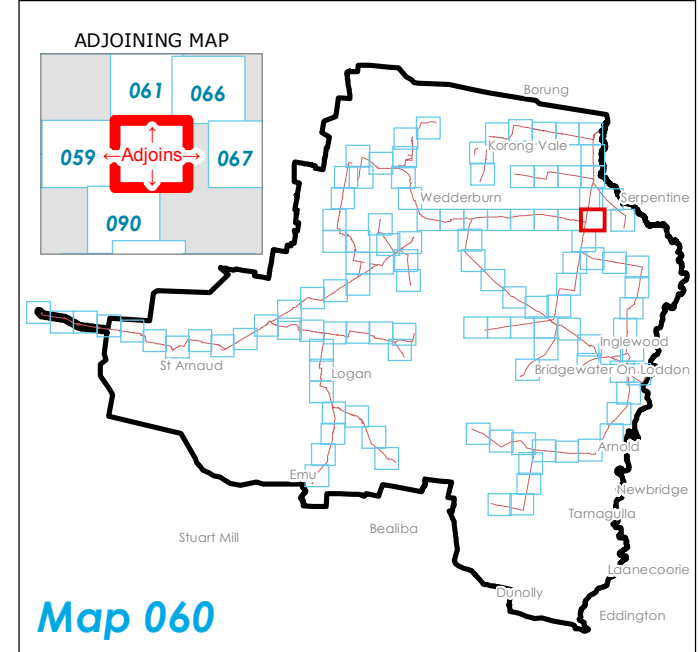 ADJOINING MAP
061
066
059
←Adjoins→
067
090
Borung
Korong Vale
Wedderburn
Serpentine
Inglewood
St Arnaud
Bridgewater On Loddon
Logan
Arnold
Emu
Newbridge
Tarnagulla
Bealiba
Stuart Mill
Laanecoorie
Dunolly
Eddington
Map 060